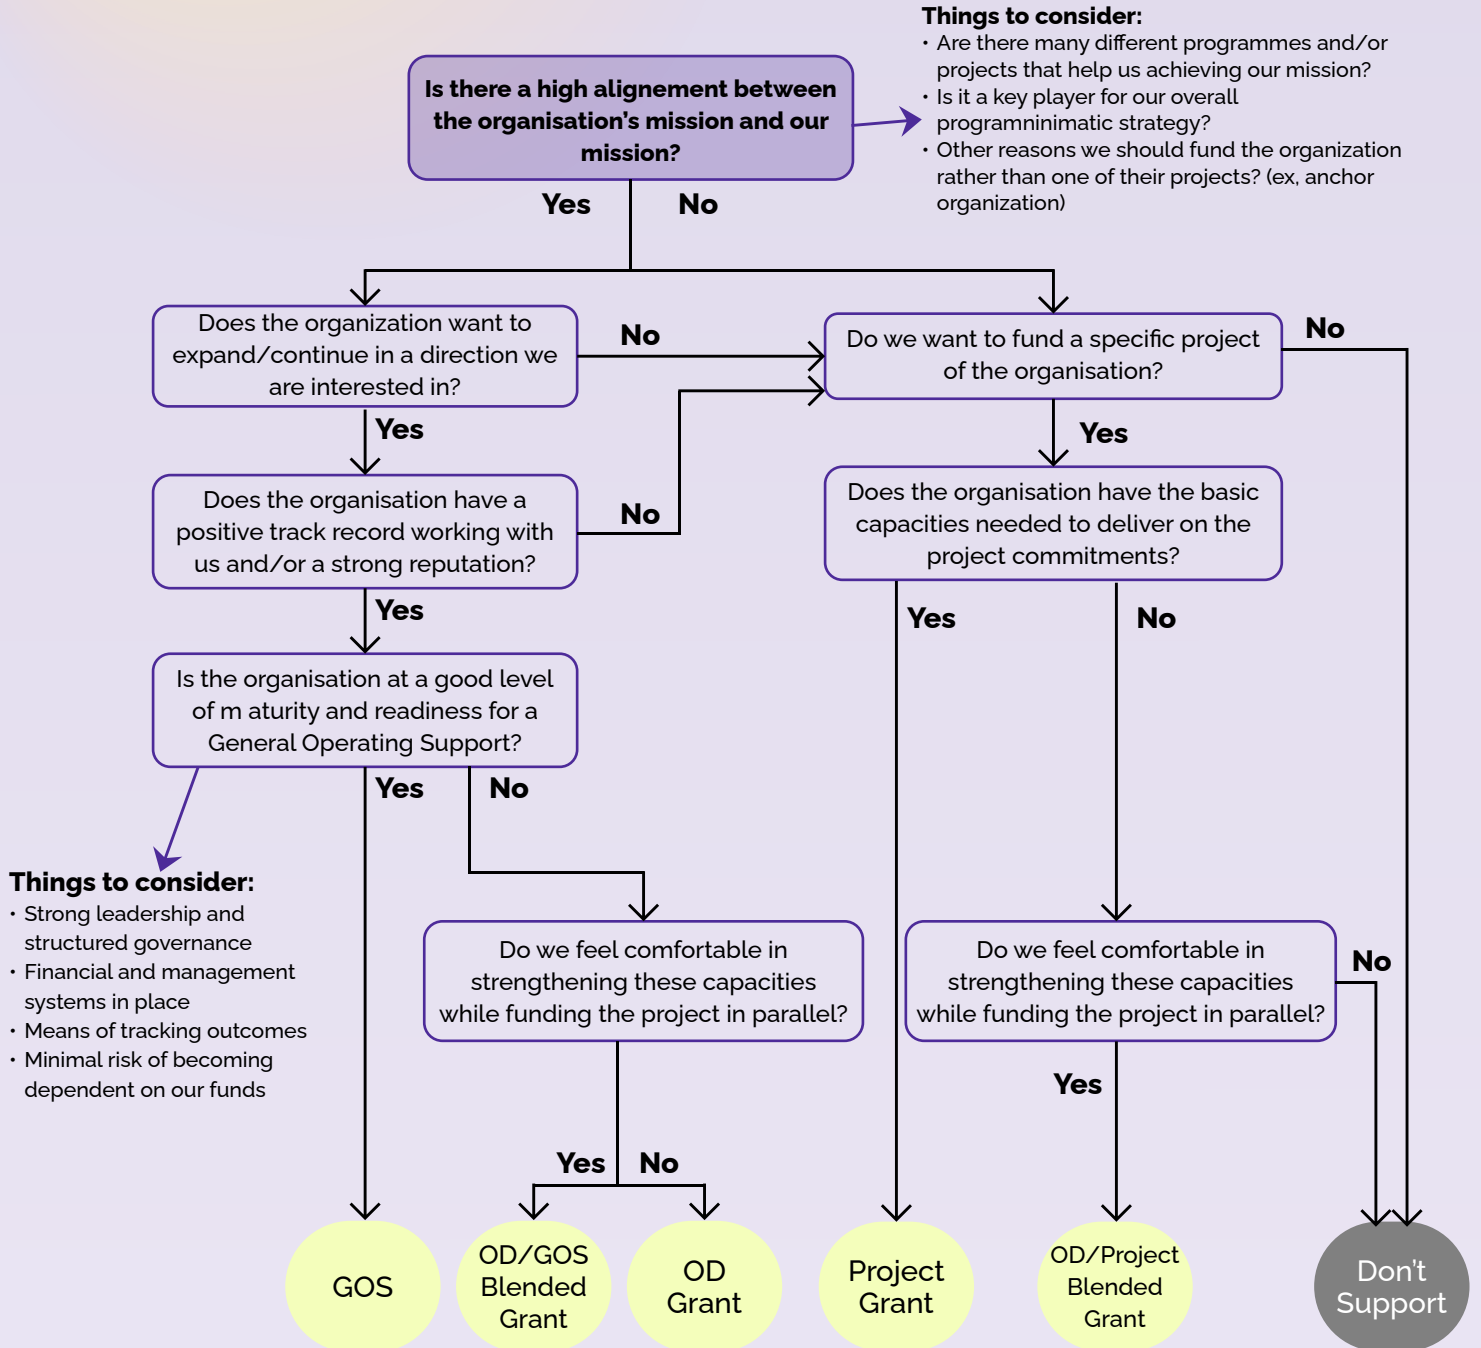 Things to consider:
• Are there many different programmes and/or
projects that help us achieving our mission?
• Is it a key player for our overall
programninimatic strategy?
• Other reasons we should fund the organization
rather than one of their projects? (ex, anchor
organization)
Is there a high alignement between
the organisation's mission and our
mission?
Yes
No
Does the organization want to
expand/continue in a direction we
are interested in?
No
Do we want to fund a specific project
of the organisation?
No
Yes
Yes
Does the organisation have a
positive track record working with
us and/or a strong reputation?
No
Does the organisation have the basic
capacities needed to deliver on the
project commitments?
Yes
Yes
No
Is the organisation at a good level
of m aturity and readiness for a
General Operating Support?
Yes
No
Things to consider:
• Strong leadership and
structured governance
• Financial and management
systems in place
• Means of tracking outcomes
• Minimal risk of becoming
dependent on our funds
Do we feel comfortable in
strengthening these capacities
while funding the project in parallel?
Do we feel comfortable in
strengthening these capacities
while funding the project in parallel?
No
Yes
Yes
No
GOS
OD/GOS
Blended
Grant
OD
Grant
Project
Grant
OD/Project
Blended
Grant
Don't
Support